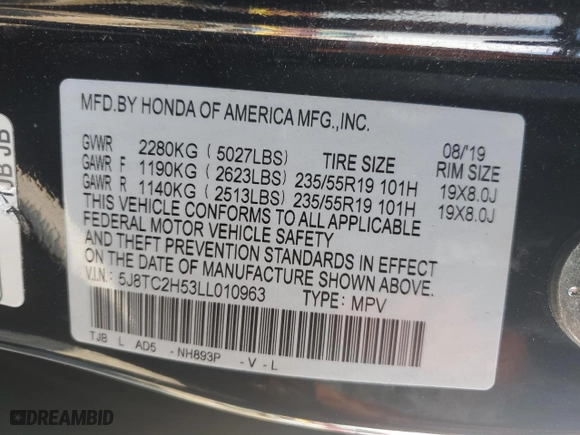 MFD.BY HONDA OF AMERICA MFG.,INC.
08/'19
GVWR 2280KG (5027LBS) TIRE SIZE RIM SIZE
GAWR F 1190KG (2623LBS) 235/55R19 101H 19X8.0J
GAWR R 1140KG (2513LBS) 235/55R19 101H 19X8.0J
THIS VEHICLE CONFORMS TO ALL APPLICABLE
FEDERAL MOTOR VEHICLE SAFETY
AND THEFT PREVENTION STANDARDS IN EFFECT
ON THE DATE OF MANUFACTURE SHOWN ABOVE.
V.I.N.: 5J8TC2H53LL010963 TYPE: MPV
TJB L AD5 -NH893P -V-L
JB JB
DREAMBID